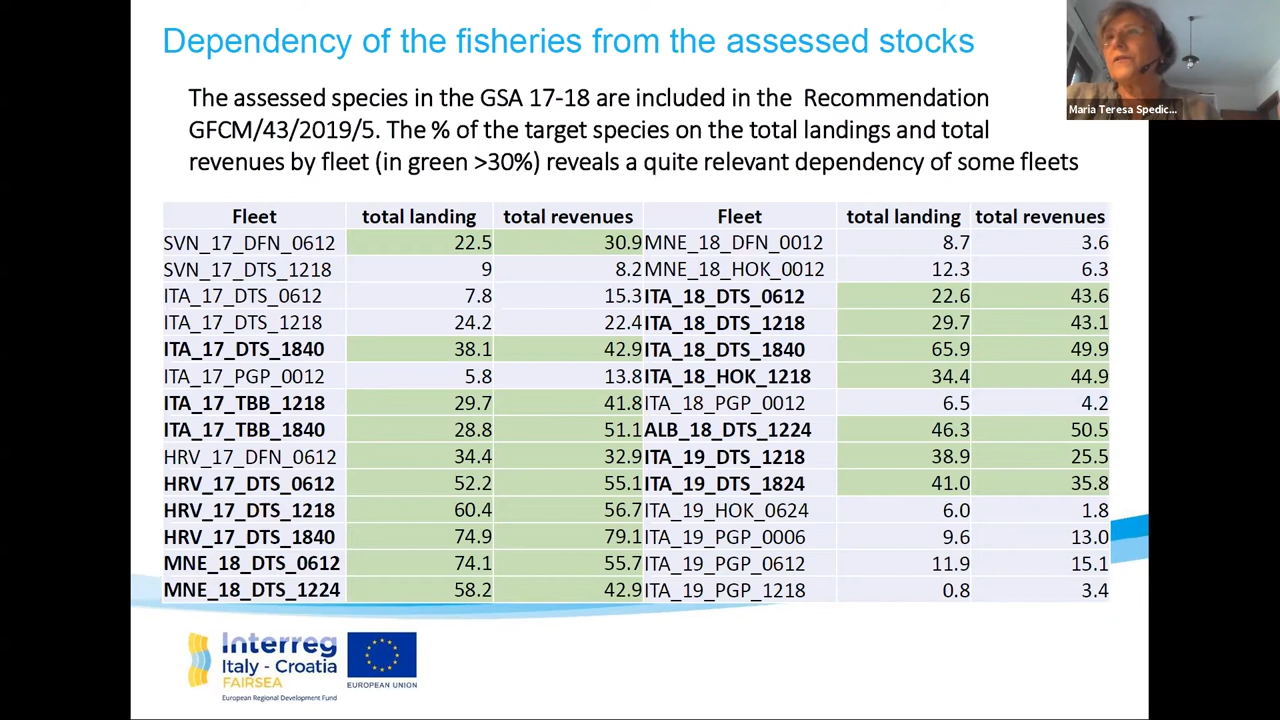 Dependency of the fisheries from the assessed stocks
Maria Teresa Spedic...
The assessed species in the GSA 17-18 are included in the Recommendation
GFCM/43/2019/5. The % of the target species on the total landings and total
revenues by fleet (in green >30%) reveals a quite relevant dependency of some fleets
Fleet total landing total revenues Fleet total landing total revenues
SVN_17_DFN_0612 22.5 30.9 MNE_18_DFN_0012 8.7 3.6
SVN_17_DTS_1218 9 8.2 MNE_18_HOK_0012 12.3 6.3
ITA_17_DTS_0612 7.8 15.3 ITA_18_DTS_0612 22.6 43.6
ITA_17_DTS_1218 24.2 22.4 ITA_18_DTS_1218 29.7 43.1
ITA_17_DTS_1840 38.1 42.9 ITA_18_DTS_1840 65.9 49.9
ITA_17_PGP_0012 5.8 13.8 ITA_18_HOK_1218 34.4 44.9
ITA_17_TBB_1218 29.7 41.8 ITA_18_PGP_0012 6.5 4.2
ITA_17_TBB_1840 28.8 51.1 ALB_18_DTS_1224 46.3 50.5
HRV_17_DFN_0612 34.4 32.9 ITA_19_DTS_1218 38.9 25.5
HRV_17_DTS_0612 52.2 55.1 ITA_19_DTS_1824 41.0 35.8
HRV_17_DTS_1218 60.4 56.7 ITA_19_HOK_0624 6.0 1.8
HRV_17_DTS_1840 74.9 79.1 ITA_19_PGP_0006 9.6 13.0
MNE_18_DTS_0612 74.1 55.7 ITA_19_PGP_0612 11.9 15.1
MNE_18_DTS_1224 58.2 42.9 ITA_19_PGP_1218 0.8 3.4
Interreg
Italy - Croatia
FAIRSEA
EUROPEAN UNION
European Regional Development Fund